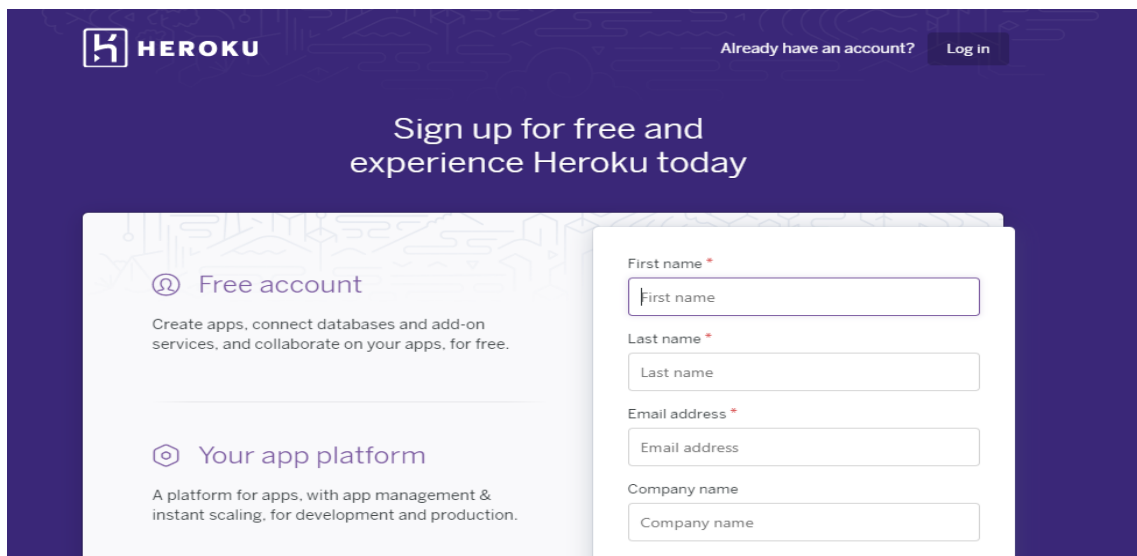 HEROKU
Already have an account?
Log in
Sign up for free and
experience Heroku today
Free account
Create apps, connect databases and add-on
services, and collaborate on your apps, for free.
Your app platform
A platform for apps, with app management &
instant scaling, for development and production.
First name *
First name
Last name *
Last name
Email address *
Email address
Company name
Company name